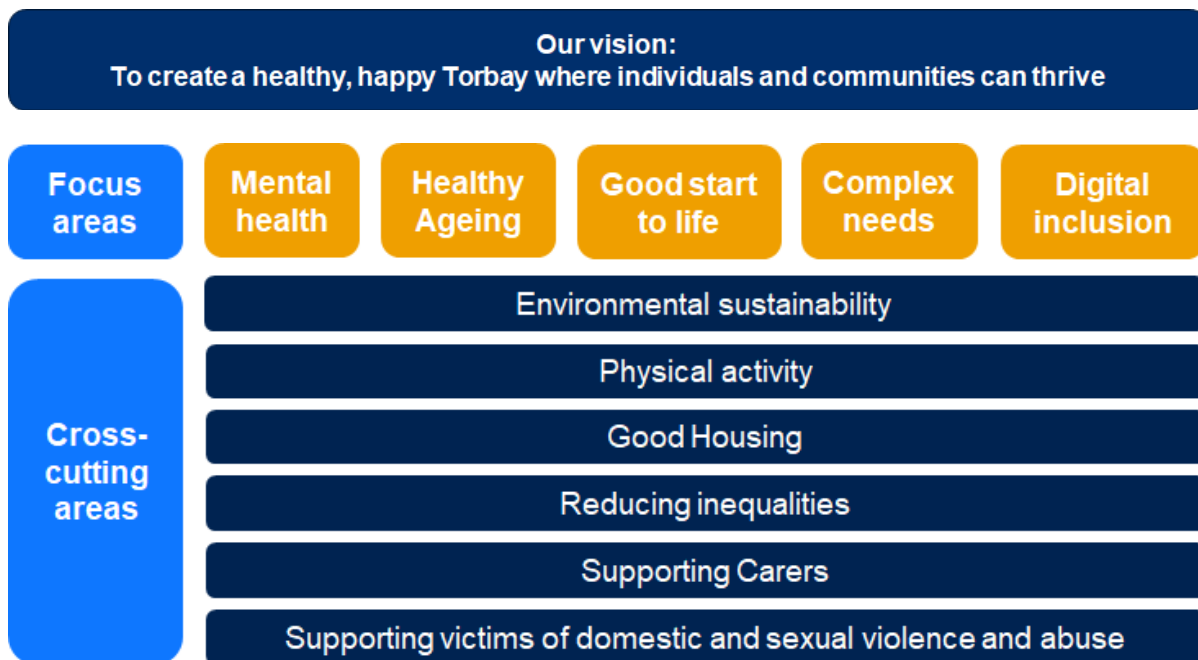 Our vision:
To create a healthy, happy Torbay where individuals and communities can thrive
Focus
areas
Mental
health
Healthy
Ageing
Good start
to life
Complex
needs
Digital
inclusion
Cross-
cutting
areas
Environmental sustainability
Physical activity
Good Housing
Reducing inequalities
Supporting Carers
Supporting victims of domestic and sexual violence and abuse